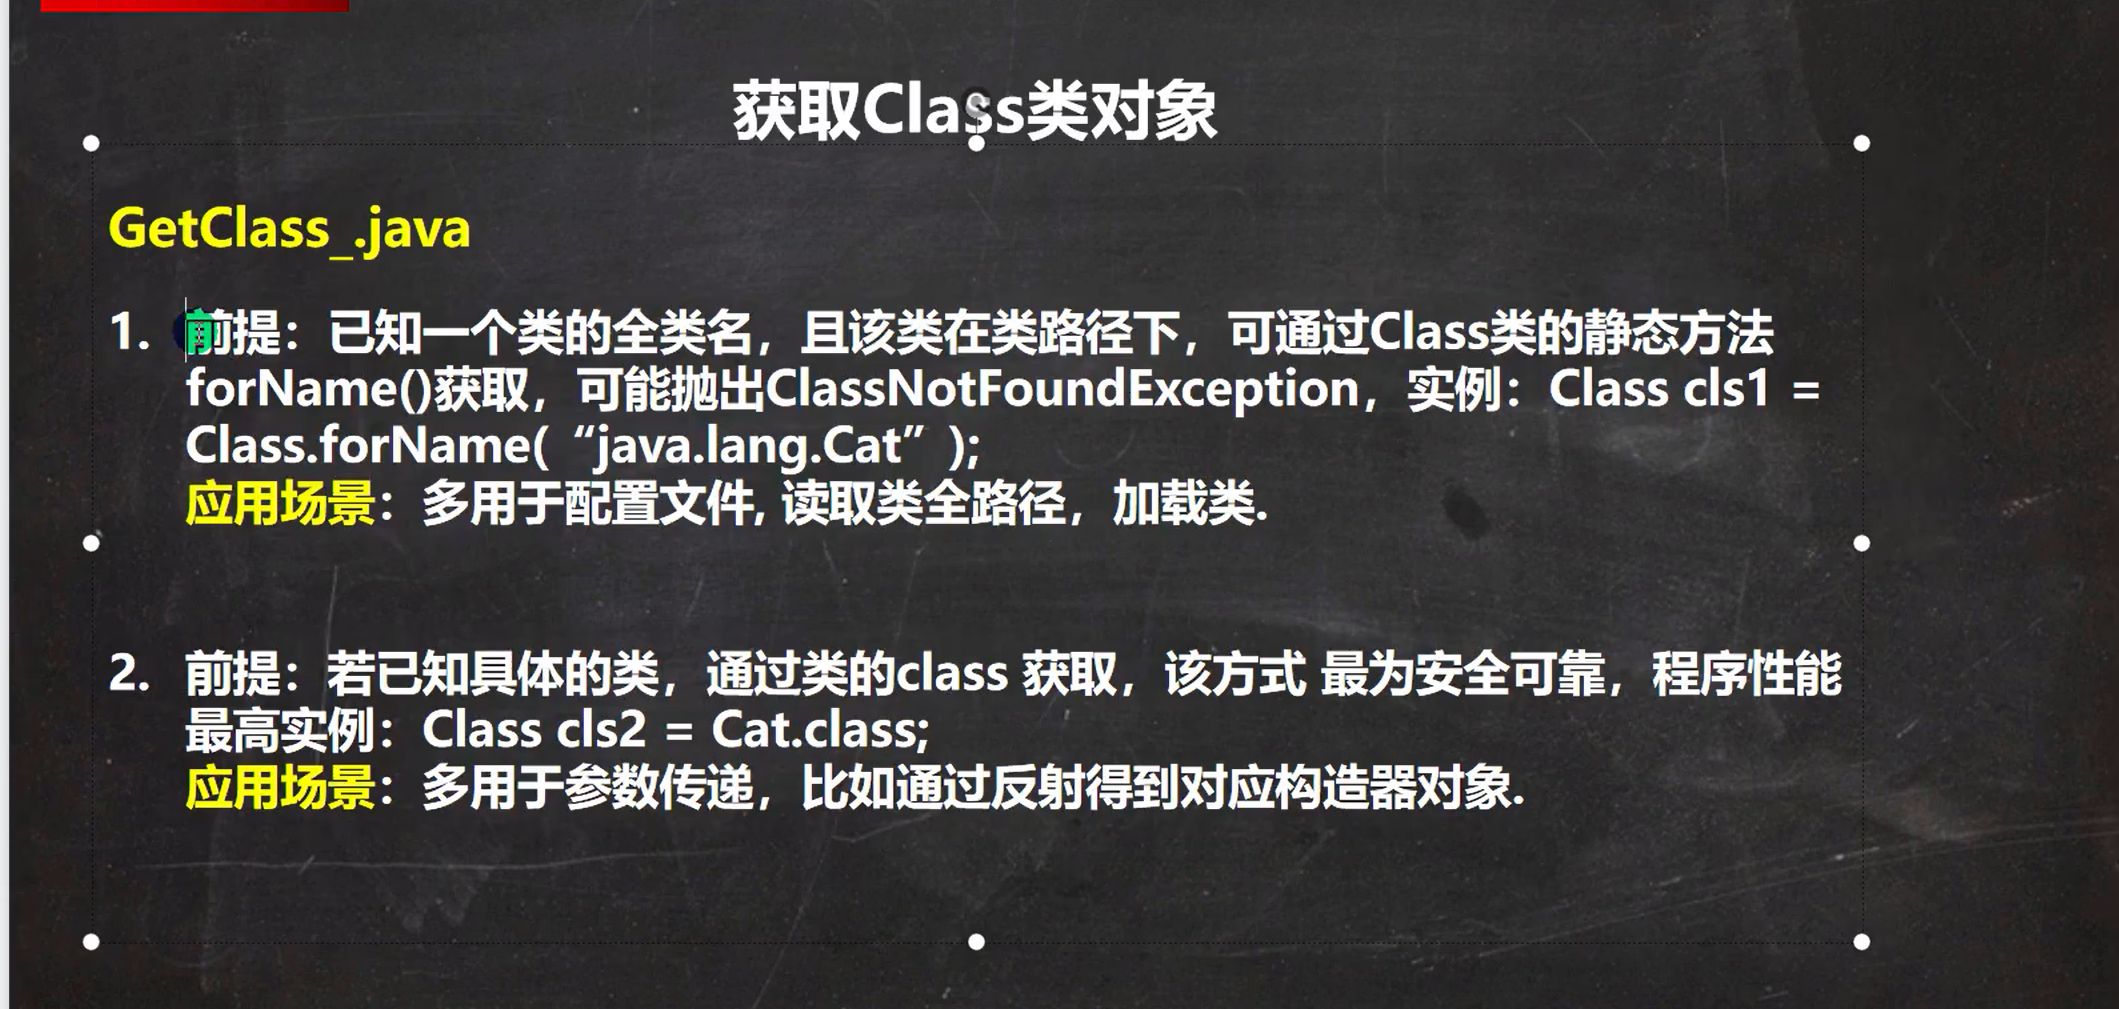 获取Class类对象
GetClass_.java
1. 前提：已知一个类的全类名，且该类在类路径下，可通过Class类的静态方法
forName()获取，可能抛出ClassNotFoundException，实例：Class cls1 =
Class.forName( “java.lang.Cat” );
应用场景：多用于配置文件, 读取类全路径，加载类.
2. 前提：若已知具体的类，通过类的class 获取，该方式 最为安全可靠，程序性能
最高实例：Class cls2 = Cat.class;
应用场景：多用于参数传递，比如通过反射得到对应构造器对象.